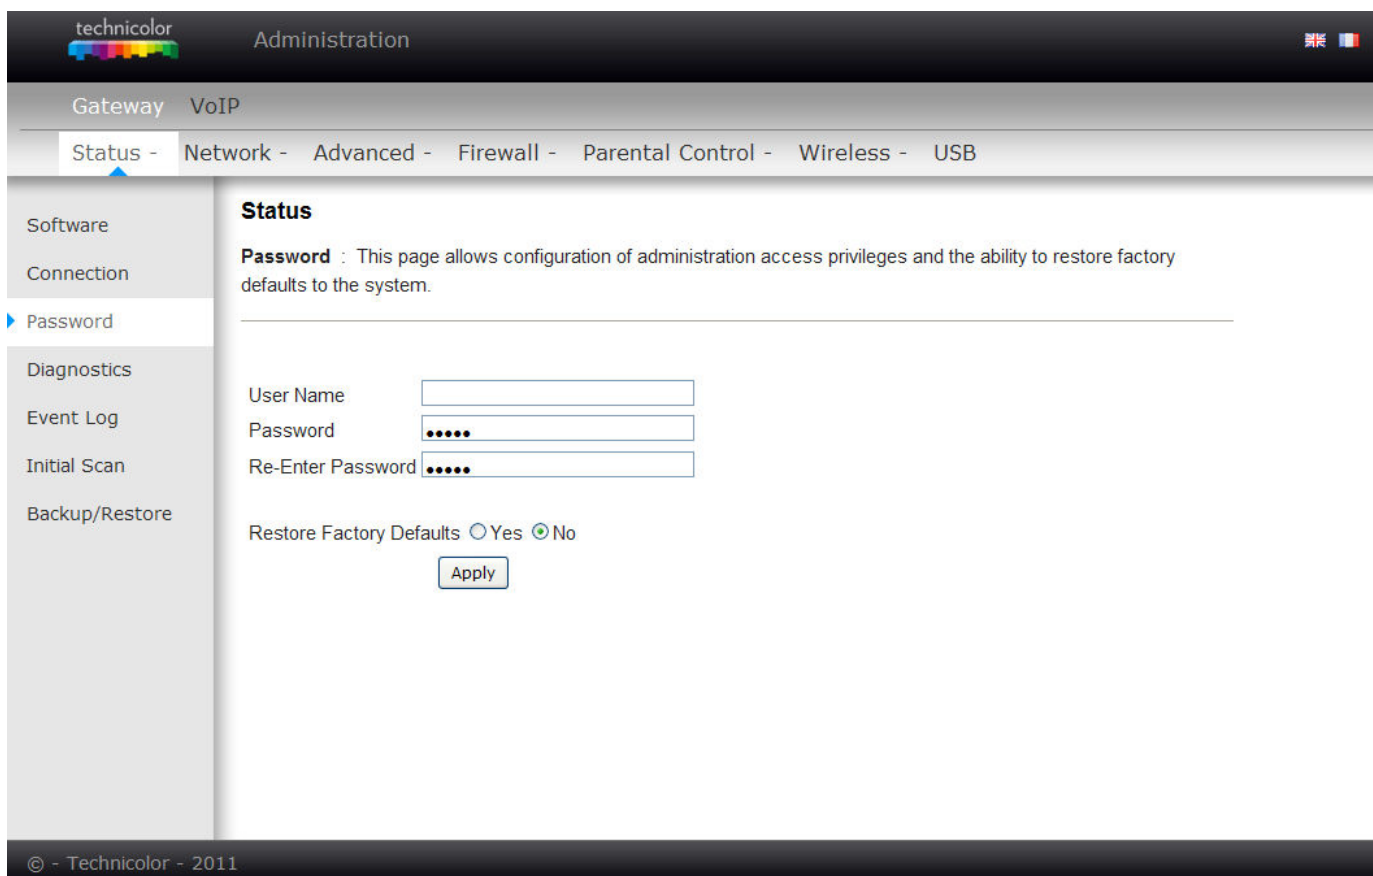 technicolor
Administration
Gateway VoIP
Status - Network - Advanced - Firewall - Parental Control - Wireless - USB
Software
Connection
Password
Diagnostics
Event Log
Initial Scan
Backup/Restore
Status
Password : This page allows configuration of administration access privileges and the ability to restore factory
defaults to the system.
User Name
Password •••••
Re-Enter Password •••••
Restore Factory Defaults Yes No
Apply
© - Technicolor - 2011